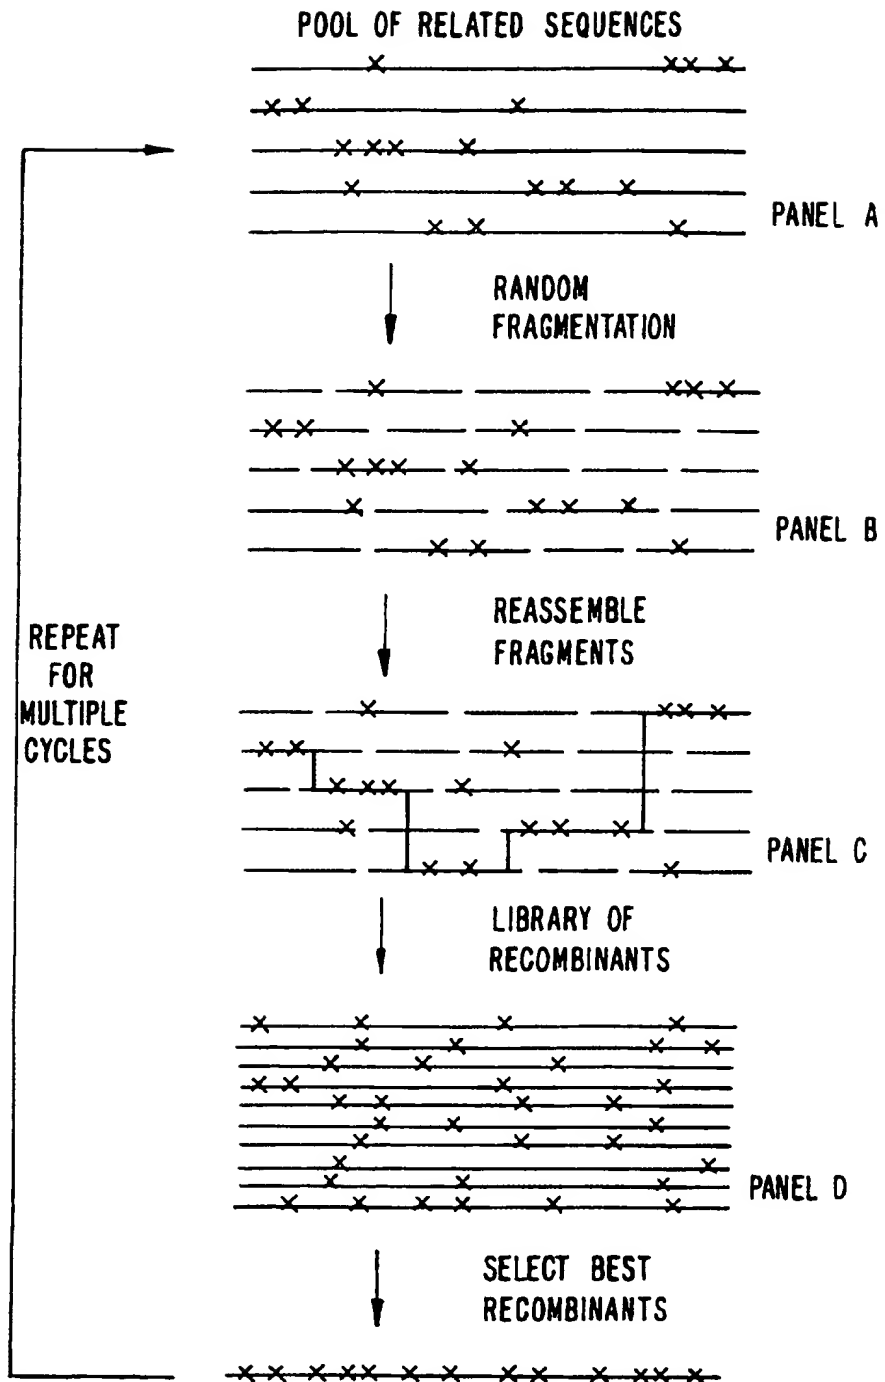 POOL OF RELATED SEQUENCES
PANEL A
RANDOM
FRAGMENTATION
PANEL B
REASSEMBLE
FRAGMENTS
REPEAT
FOR
MULTIPLE
CYCLES
PANEL C
LIBRARY OF
RECOMBINANTS
PANEL D
SELECT BEST
RECOMBINANTS